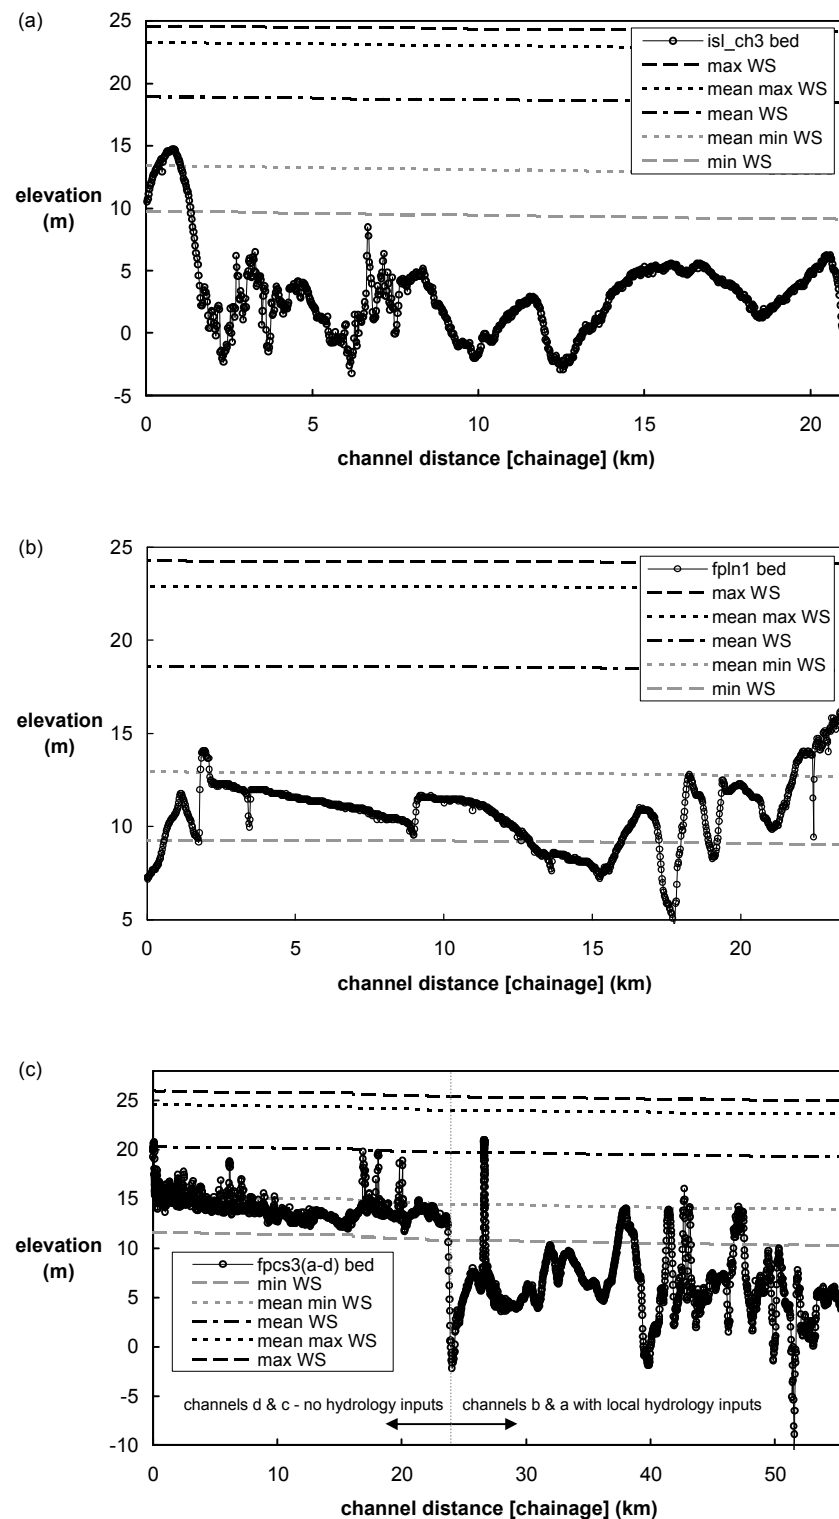 (a)
25
20
15
10
5
0
-5
elevation
(m)
isl_ch3 bed
max WS
mean max WS
mean WS
mean min WS
min WS
0 5 10 15 20
channel distance [chainage] (km)
(b)
25
20
15
10
5
elevation
(m)
fpln1 bed
max WS
mean max WS
mean WS
mean min WS
min WS
0 5 10 15 20
channel distance [chainage] (km)
(c)
25
20
15
10
5
0
-5
-10
elevation
(m)
fpcs3(a-d) bed
min WS
mean min WS
mean WS
mean max WS
max WS
channels d & c - no hydrology inputs
channels b & a with local hydrology inputs
0 10 20 30 40 50
channel distance [chainage] (km)